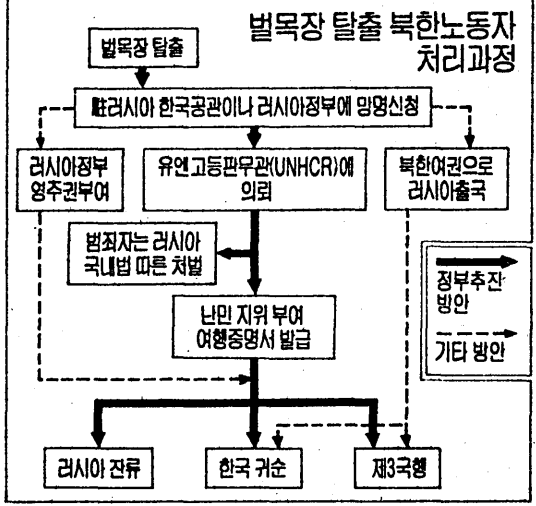 벌목장 탈출 북한노동자
처리과정
벌목장 탈출
駐러시아 한국공관이나 러시아정부에 망명신청
러시아정부
영주권부여
유엔고등판무관(UNHCR)에
의뢰
북한여권으로
러시아출국
범죄자는 러시아
국내법 따른 처벌
정부추진
방안
기타 방안
난민 지위 부여
여행증명서 발급
러시아 잔류
한국 귀순
제3국행